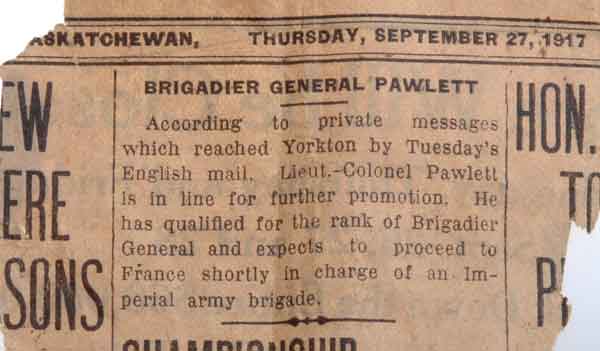 ASKATCHEWAN, THURSDAY, SEPTEMBER 27, 1917
BRIGADIER GENERAL PAWLETT
According to private messages
which reached Yorkton by Tuesday's
English mail, Lieut.-Colonel Pawlett
is in line for further promotion. He
has qualified for the rank of Brigadier
General and expects to proceed to
France shortly in charge of an Im-
perial army brigade.
EW
ERE
SONS
HON.
TO
CHAMPIONSHIP